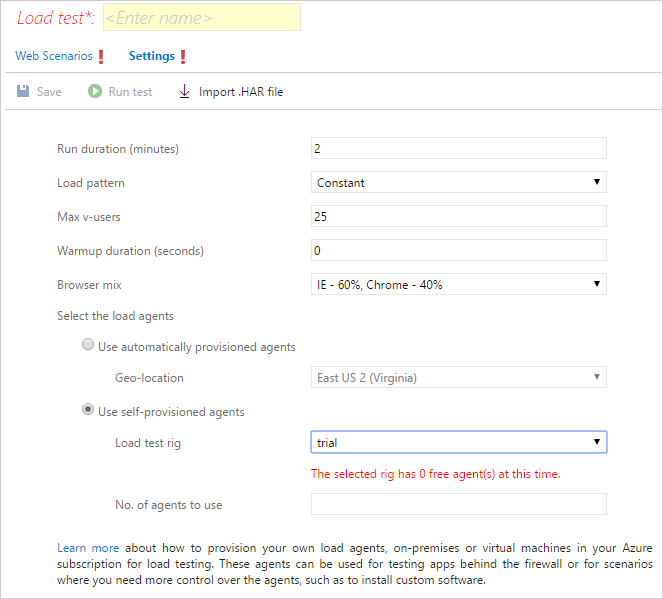 Load test*: <Enter name>
Web Scenarios ! Settings !
Save Run test Import .HAR file
Run duration (minutes) 2
Load pattern Constant
Max v-users 25
Warmup duration (seconds) 0
Browser mix IE - 60%, Chrome - 40%
Select the load agents
Use automatically provisioned agents
Geo-location East US 2 (Virginia)
Use self-provisioned agents
Load test rig trial
The selected rig has 0 free agent(s) at this time.
No. of agents to use
Learn more about how to provision your own load agents, on-premises or virtual machines in your Azure
subscription for load testing. These agents can be used for testing apps behind the firewall or for scenarios
where you need more control over the agents, such as to install custom software.